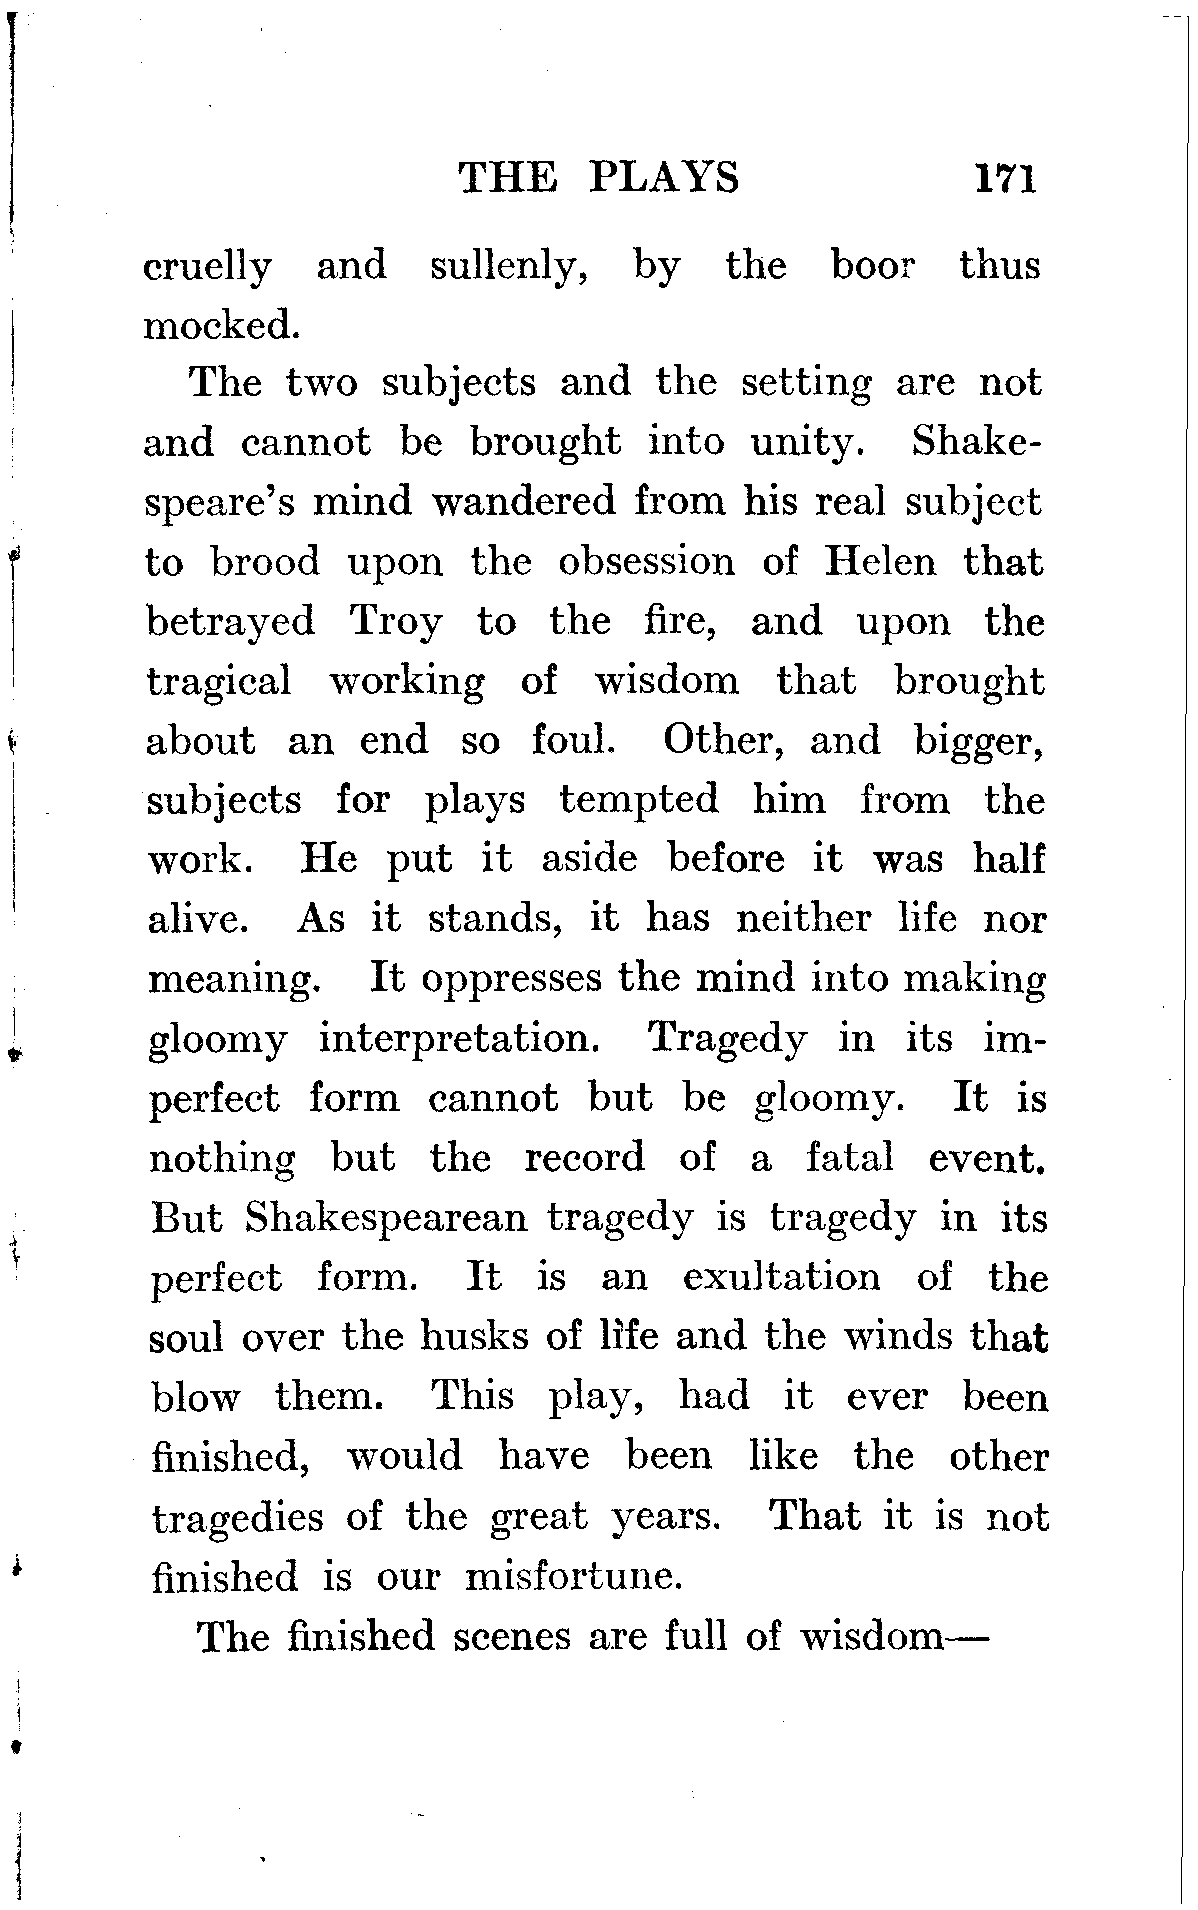 THE PLAYS 171
cruelly and sullenly, by the boor thus
mocked.
The two subjects and the setting are not
and cannot be brought into unity. Shake-
speare's mind wandered from his real subject
to brood upon the obsession of Helen that
betrayed Troy to the fire, and upon the
tragical working of wisdom that brought
about an end so foul. Other, and bigger,
subjects for plays tempted him from the
work. He put it aside before it was half
alive. As it stands, it has neither life nor
meaning. It oppresses the mind into making
gloomy interpretation. Tragedy in its im-
perfect form cannot but be gloomy. It is
nothing but the record of a fatal event.
But Shakespearean tragedy is tragedy in its
perfect form. It is an exultation of the
soul over the husks of life and the winds that
blow them. This play, had it ever been
finished, would have been like the other
tragedies of the great years. That it is not
finished is our misfortune.
The finished scenes are full of wisdom—